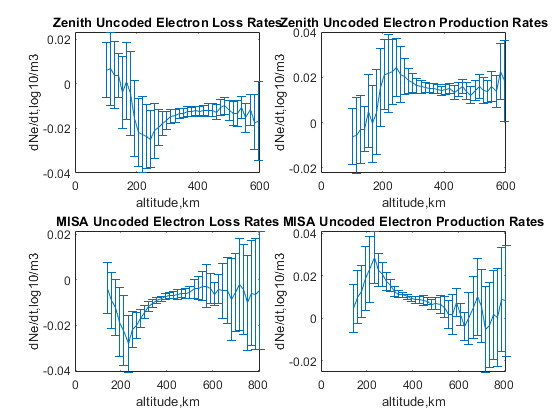 Zenith Uncoded Electron Loss Rates
Zenith Uncoded Electron Production Rates
0.02
0
-0.02
-0.04
dNe/dt,log10/m3
0 200 400 600
altitude,km
0.04
0.02
0
-0.02
dNe/dt,log10/m3
0 200 400 600
altitude,km
MISA Uncoded Electron Loss Rates
MISA Uncoded Electron Production Rates
0.02
0
-0.02
-0.04
dNe/dt,log10/m3
0 200 400 600 800
altitude,km
0.04
0.02
0
-0.02
dNe/dt,log10/m3
0 200 400 600 800
altitude,km